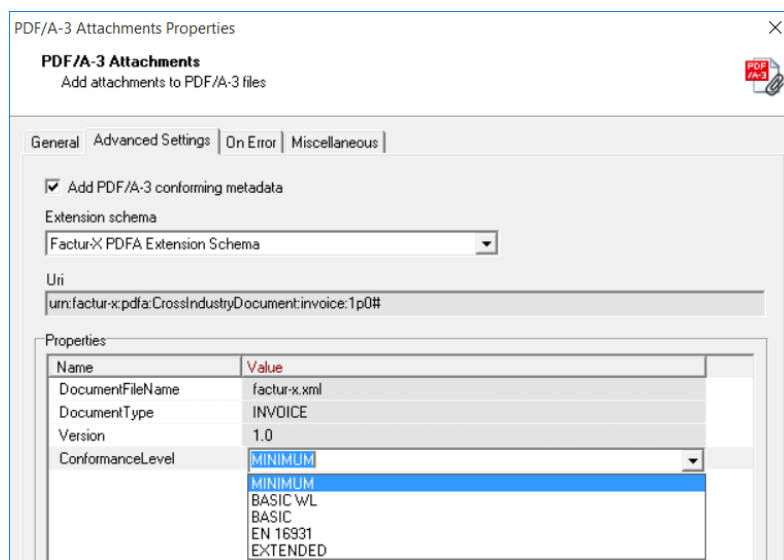 PDF/A-3 Attachments Properties
PDF/A-3 Attachments
Add attachments to PDF/A-3 files
PDF
/A-3
General Advanced Settings On Error Miscellaneous
Add PDF/A-3 conforming metadata
Extension schema
Factur-X PDFA Extension Schema
Uri
urn:factur-x:pdfa:CrossIndustryDocument:invoice:1p0#
Properties
Name Value
DocumentFileName factur-x.xml
DocumentType INVOICE
Version 1.0
ConformanceLevel MINIMUM
MINIMUM
BASIC WL
BASIC
EN 16931
EXTENDED